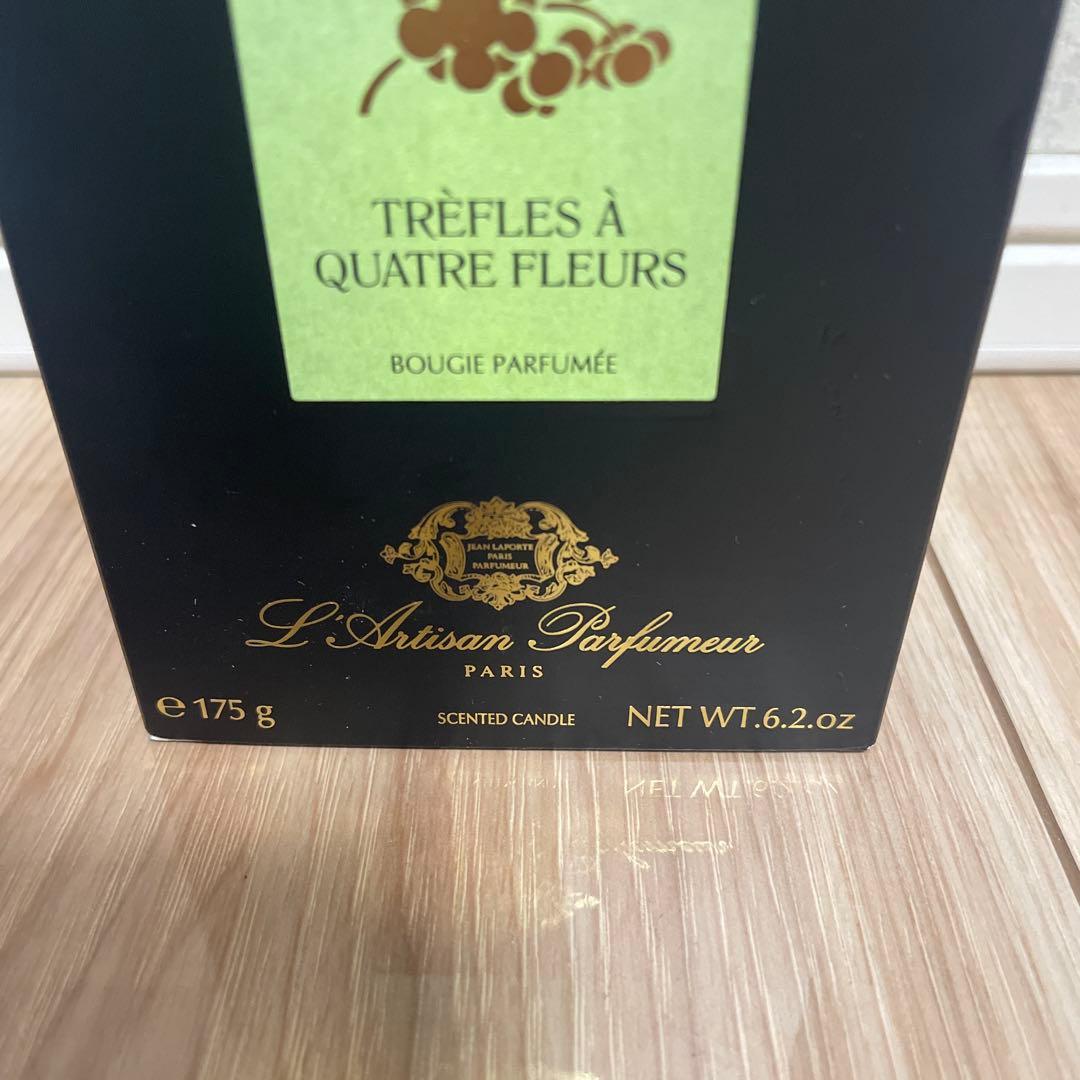 TRÈFLES À
QUATRE FLEURS
BOUGIE PARFUMÉE
JEAN LAPORTE
PARIS
PARFUMEUR
L'Artisan Parfumeur
PARIS
℮ 175 g
SCENTED CANDLE
NET WT.6.2.oz